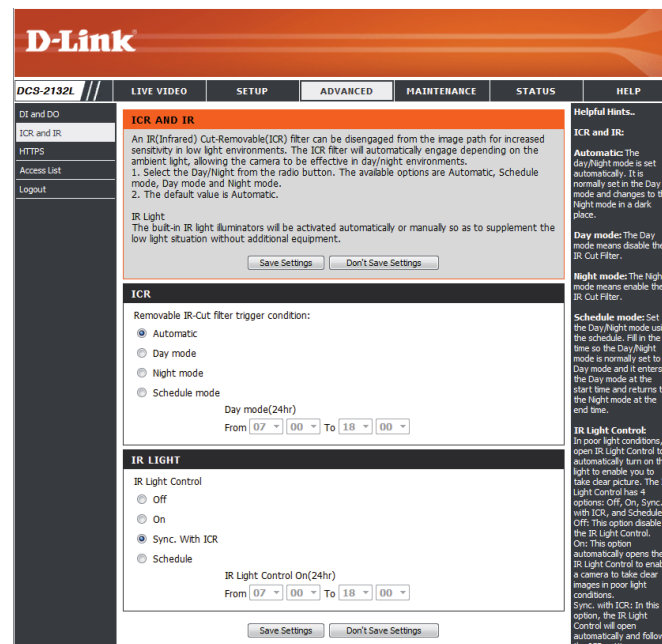 D-Link
DCS-2132L // LIVE VIDEO SETUP ADVANCED MAINTENANCE STATUS HELP
DI and DO
ICR and IR
HTTPS
Access List
Logout
ICR AND IR
An IR(Infrared) Cut-Removable(ICR) filter can be disengaged from the image path for increased
sensitivity in low light environments. The ICR filter will automatically engage depending on the
ambient light, allowing the camera to be effective in day/night environments.
1. Select the Day/Night from the radio button. The available options are Automatic, Schedule
mode, Day mode and Night mode.
2. The default value is Automatic.
IR Light
The built-in IR light illuminators will be activated automatically or manually so as to supplement the
low light situation without additional equipment.
Save Settings Don't Save Settings
ICR
Removable IR-Cut filter trigger condition:
Automatic
Day mode
Night mode
Schedule mode
Day mode(24hr)
From 07 00 To 18 00
IR LIGHT
IR Light Control
Off
On
Sync. With ICR
Schedule
IR Light Control On(24hr)
From 07 00 To 18 00
Save Settings Don't Save Settings
Helpful Hints..
ICR and IR:
Automatic: The
day/Night mode is set
automatically. It is
normally set in the Day
mode and changes to
Night mode in a dark
place.
Day mode: The Day
mode means disable the
IR Cut Filter.
Night mode: The
mode means enable the
IR Cut Filter.
Schedule mode: Set
the Day/Night mode
the schedule. Fill in the
time so the Day/Night
mode is normally set to
Day mode and it enters
the Day mode at the
start time and returns
the Night mode at the
end time.
IR Light Control:
In poor light conditions,
open IR Light Control to
automatically turn on
light to enable you to
take clear picture. The
Light Control has 4
options: Off, On, Sync.
with ICR, and Schedule
Off: This option disable
the IR Light Control.
On: This option
automatically opens the
IR Light Control to
a camera to take clear
images in poor light
conditions.
Sync. with ICR: In this
option, the IR Light
Control will open
automatically and